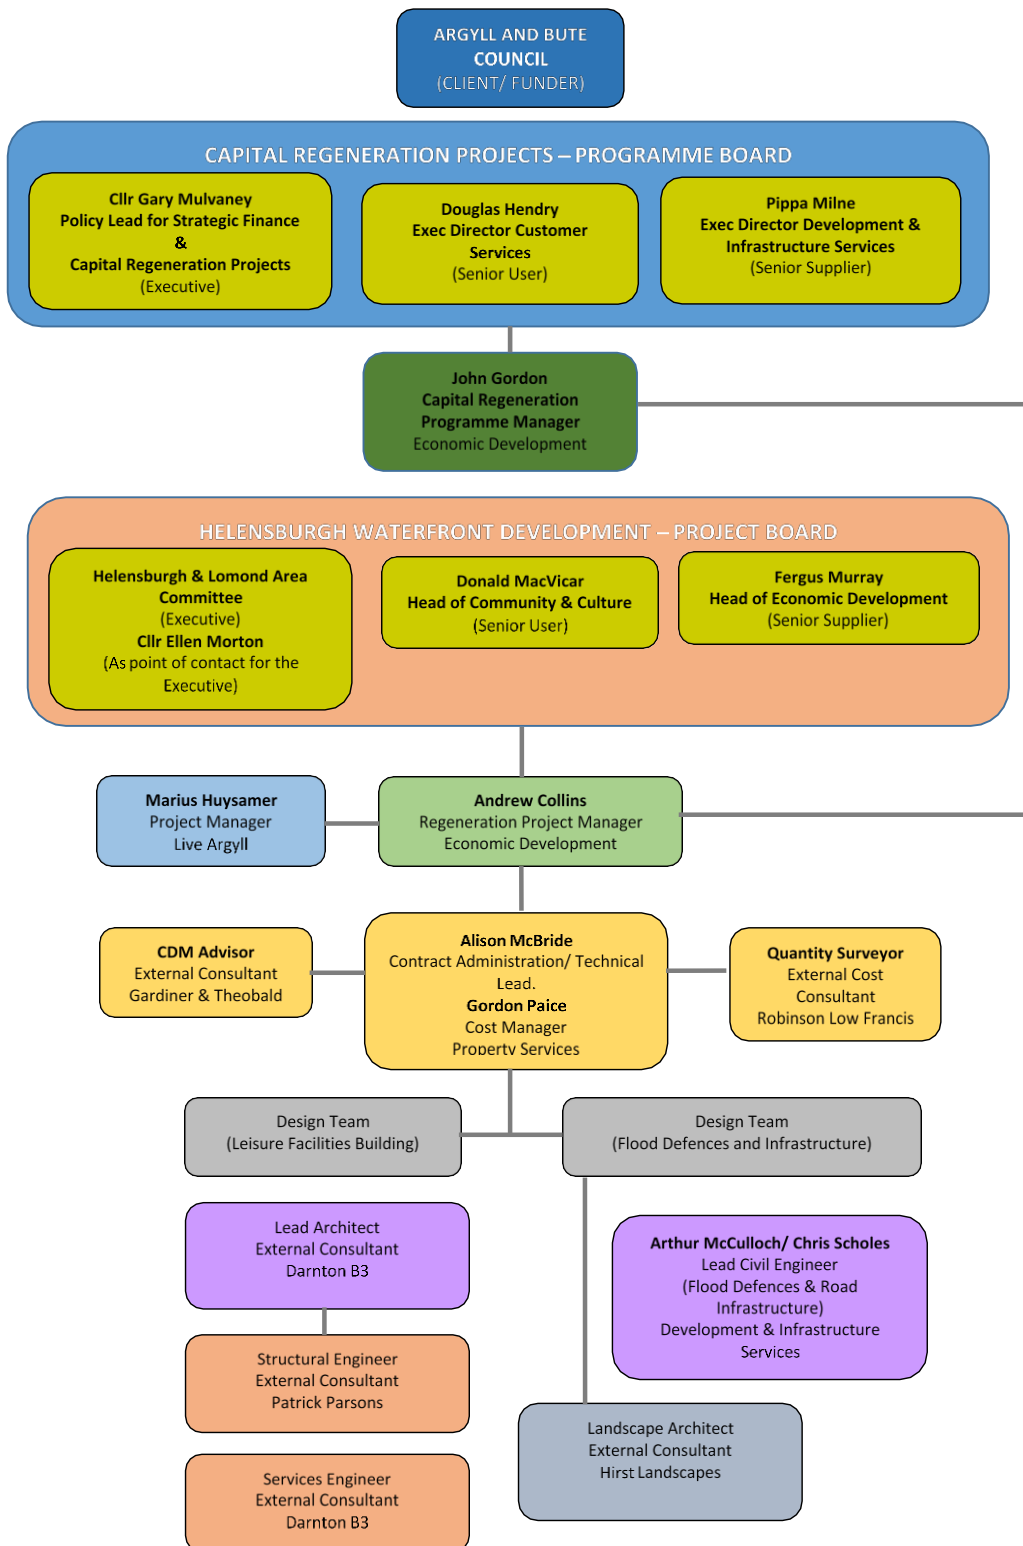 ARGYLL AND BUTE
COUNCIL
(CLIENT/ FUNDER)
CAPITAL REGENERATION PROJECTS – PROGRAMME BOARD
Cllr Gary Mulvaney
Policy Lead for Strategic Finance
&
Capital Regeneration Projects
(Executive)
Douglas Hendry
Exec Director Customer
Services
(Senior User)
Pippa Milne
Exec Director Development &
Infrastructure Services
(Senior Supplier)
John Gordon
Capital Regeneration
Programme Manager
Economic Development
HELENSBURGH WATERFRONT DEVELOPMENT – PROJECT BOARD
Helensburgh & Lomond Area
Committee
(Executive)
Cllr Ellen Morton
(As point of contact for the
Executive)
Donald MacVicar
Head of Community & Culture
(Senior User)
Fergus Murray
Head of Economic Development
(Senior Supplier)
Marius Huysamer
Project Manager
Live Argyll
Andrew Collins
Regeneration Project Manager
Economic Development
CDM Advisor
External Consultant
Gardiner & Theobald
Alison McBride
Contract Administration/ Technical
Lead.
Gordon Paice
Cost Manager
Property Services
Quantity Surveyor
External Cost
Consultant
Robinson Low Francis
Design Team
(Leisure Facilities Building)
Design Team
(Flood Defences and Infrastructure)
Lead Architect
External Consultant
Darnton B3
Arthur McCulloch/ Chris Scholes
Lead Civil Engineer
(Flood Defences & Road
Infrastructure)
Development & Infrastructure
Services
Structural Engineer
External Consultant
Patrick Parsons
Landscape Architect
External Consultant
Hirst Landscapes
Services Engineer
External Consultant
Darnton B3